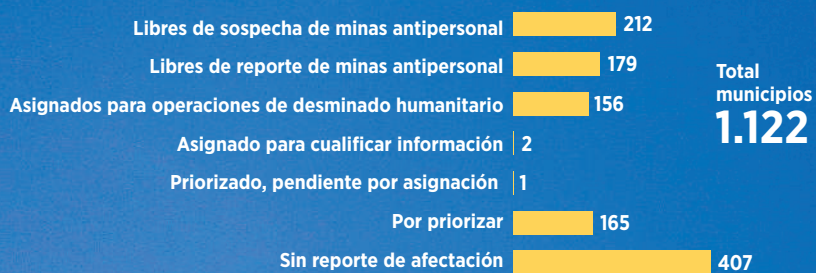 Libres de sospecha de minas antipersonal 212
Libres de reporte de minas antipersonal 179
Asignados para operaciones de desminado humanitario 156
Asignado para cualificar información 2
Priorizado, pendiente por asignación 1
Por priorizar 165
Sin reporte de afectación 407
Total
municipios
1.122